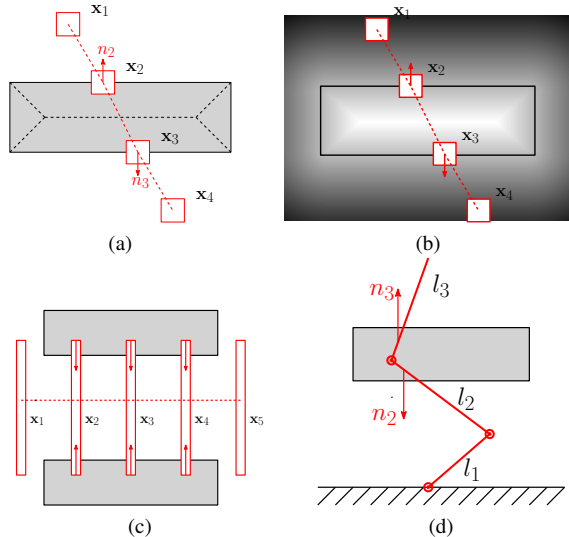 x₁
n₂
x₂
x₃
n₃
x₄
(a)
x₁
x₂
x₃
x₄
(b)
x₁ x₂ x₃ x₄ x₅
(c)
n₃
l₃
l₂
n₂
l₁
(d)